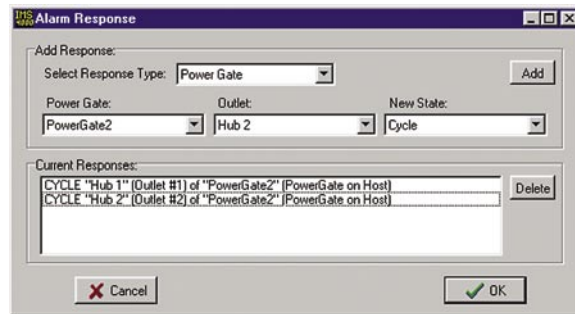 IMS 4000 Alarm Response
Add Response:
Select Response Type: Power Gate Add
Power Gate: Outlet: New State:
PowerGate2 Hub 2 Cycle
Current Responses:
CYCLE "Hub 1" (Outlet #1) of "PowerGate2" (PowerGate on Host) Delete
CYCLE "Hub 2" (Outlet #2) of "PowerGate2" (PowerGate on Host)
Cancel OK